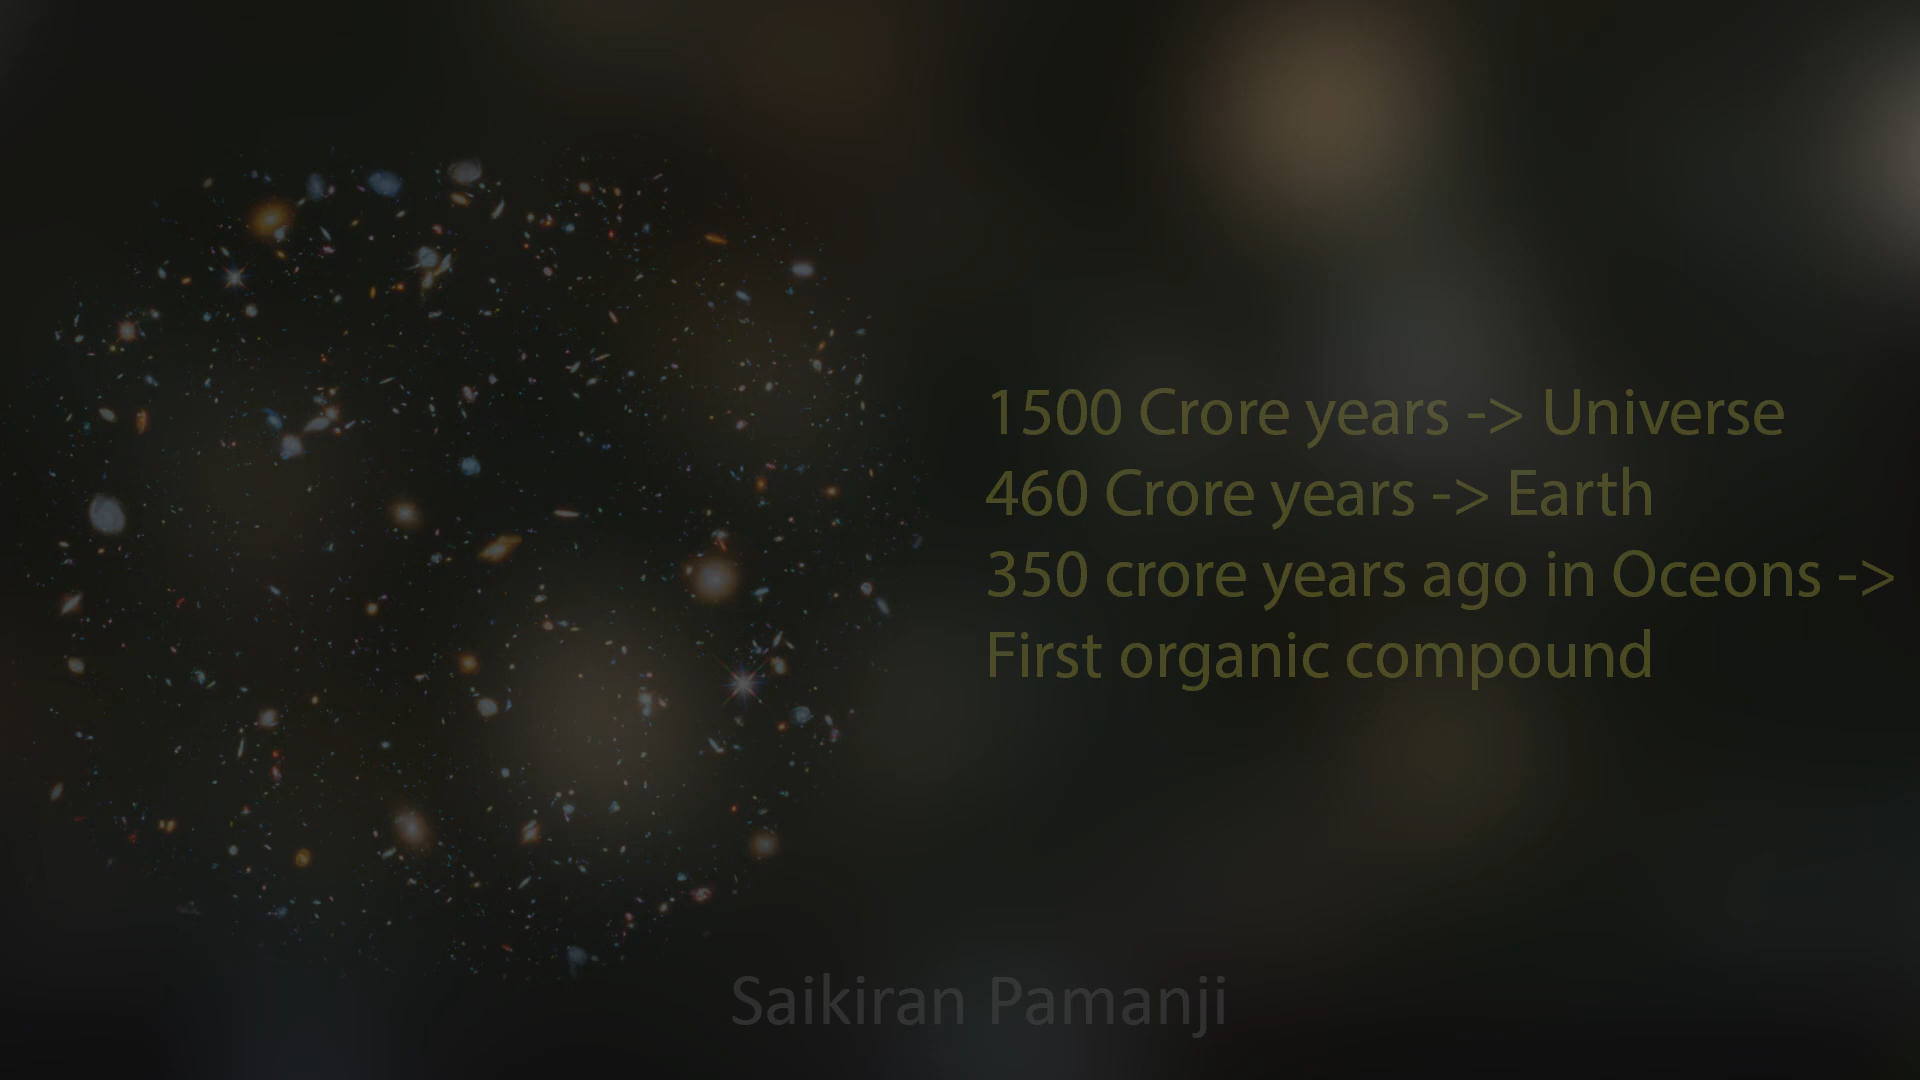 1500 Crore years -> Universe
460 Crore years -> Earth
350 crore years ago in Oceons ->
First organic compound
Saikiran Pamanji